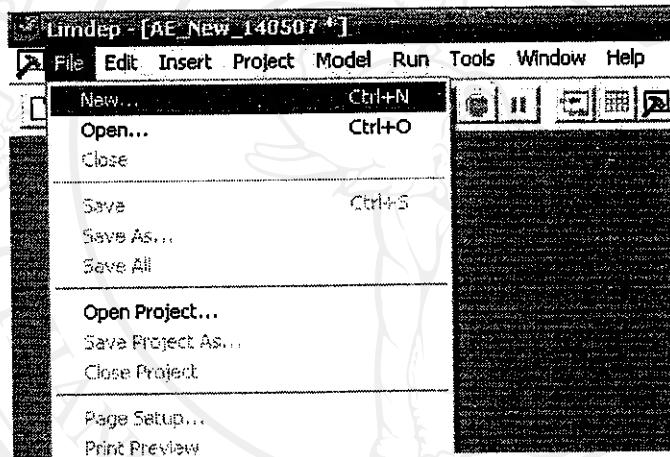 Limdep - [AE_New_140507 *]
File Edit Insert Project Model Run Tools Window Help
New... Ctrl+N
Open... Ctrl+O
Close
Save Ctrl+S
Save As...
Save All
Open Project...
Save Project As...
Close Project
Page Setup...
Print Preview